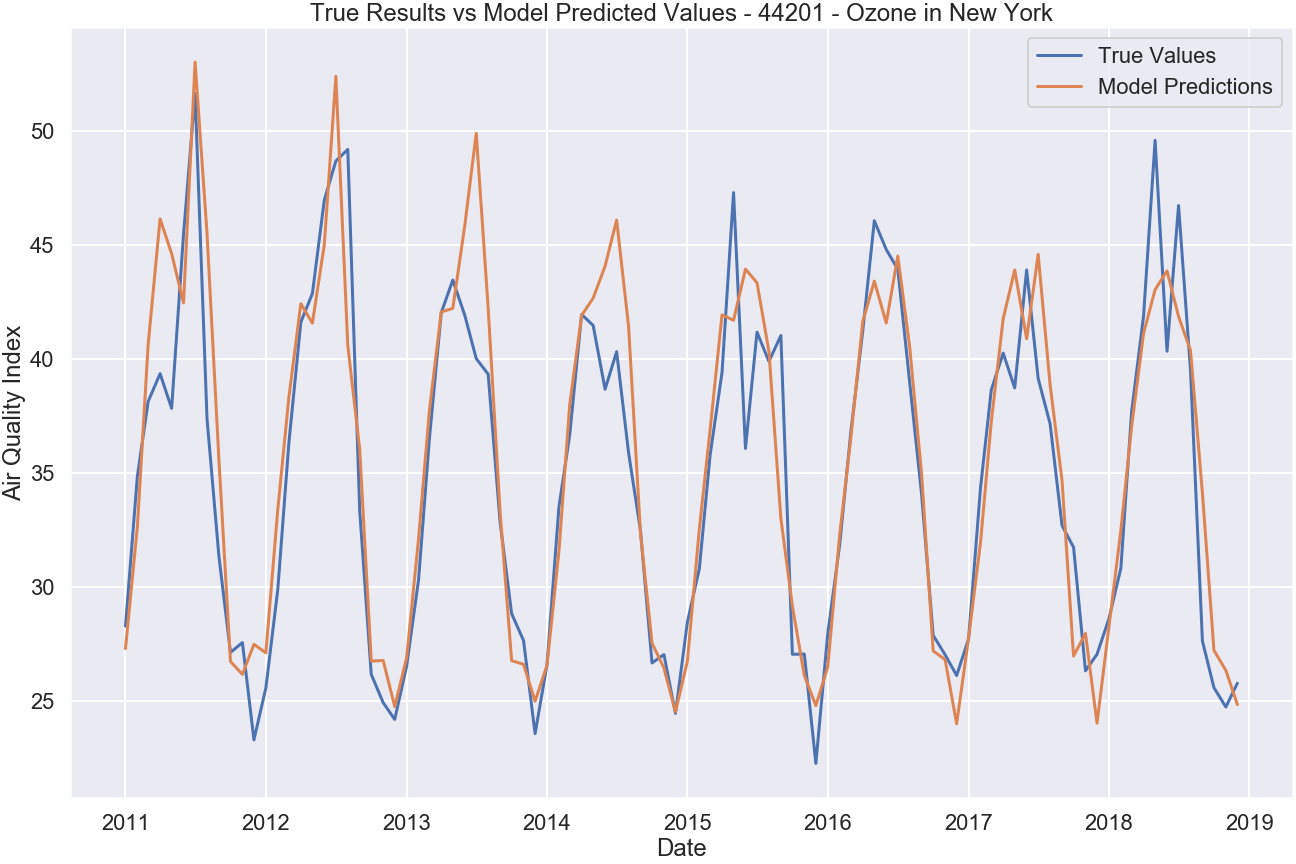 True Results vs Model Predicted Values - 44201 - Ozone in New York
True Values
Model Predictions
Air Quality Index
50
45
40
35
30
25
2011 2012 2013 2014 2015 2016 2017 2018 2019
Date